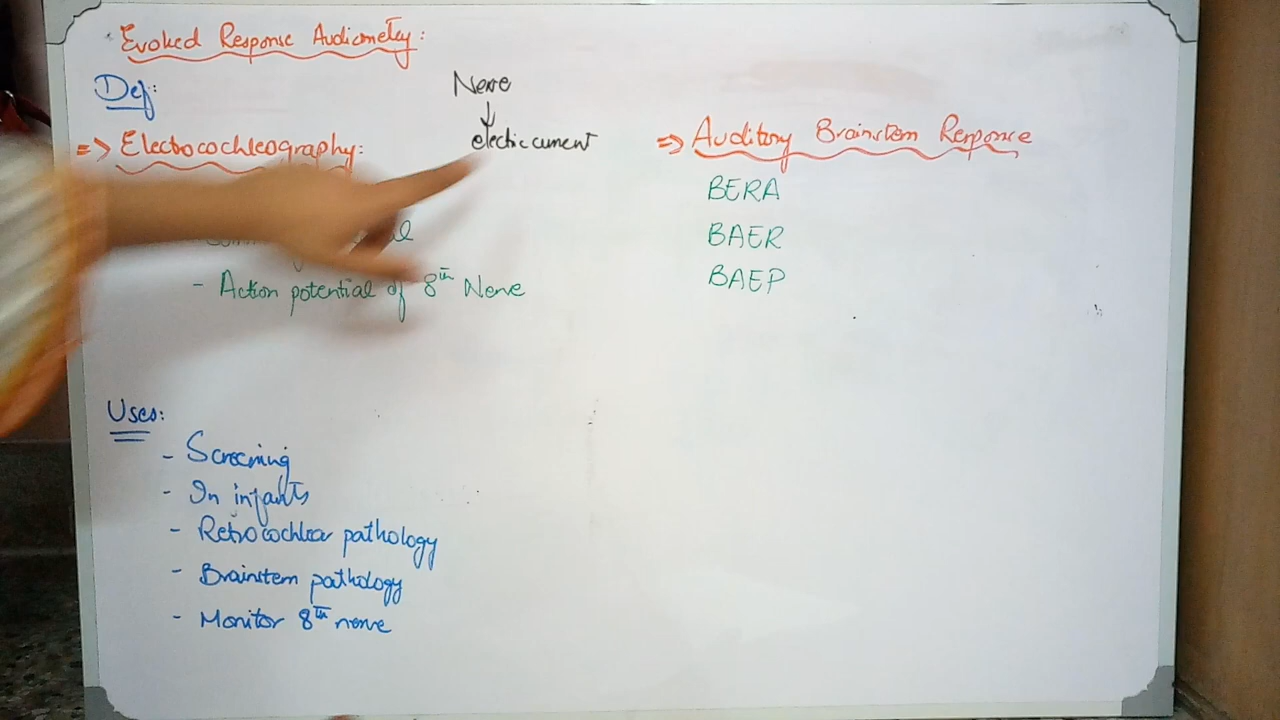 Evoked Response Audiometry:
Def:
Nerve
electric current
=> Electrocochleography:
- Action potential of 8th Nerve
=> Auditory Brainstem Response
BERA
BAER
BAEP
Uses:
- Screening
- In infants
- Retrocochlear pathology
- Brainstem pathology
- Monitor 8th nerve